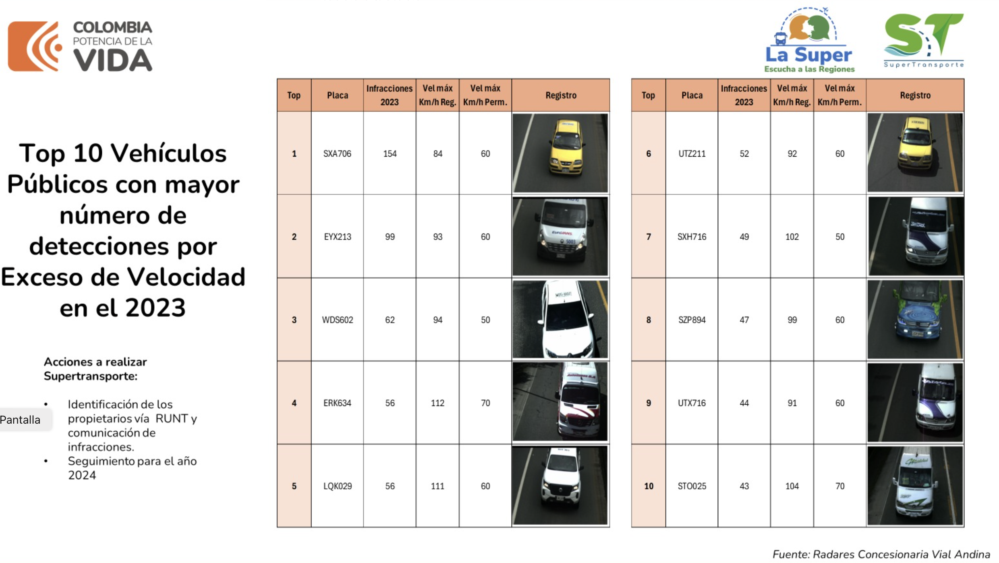 COLOMBIA
POTENCIA DE LA
VIDA
La Super
Escucha a las Regiones
ST
SuperTransporte
Top 10 Vehículos
Públicos con mayor
número de
detecciones por
Exceso de Velocidad
en el 2023
Acciones a realizar
Supertransporte:
• Identificación de los
propietarios vía RUNT y
comunicación de
infracciones.
• Seguimiento para el año
2024
Pantalla
Top Placa Infracciones 2023 Vel máx Km/h Reg. Vel máx Km/h Perm. Registro
1 SXA706 154 84 60
2 EYX213 99 93 60
EuroVANS
5003
3 WDS602 62 94 50
WDS-602
4 ERK634 56 112 70
Autollanos S.A
5 LQK029 56 111 60
Top Placa Infracciones 2023 Vel máx Km/h Reg. Vel máx Km/h Perm. Registro
6 UTZ211 52 92 60
7 SXH716 49 102 50
8 SZP894 47 99 60
9 UTX716 44 91 60
10 STO025 43 104 70
Fuente: Radares Concesionaria Vial Andina